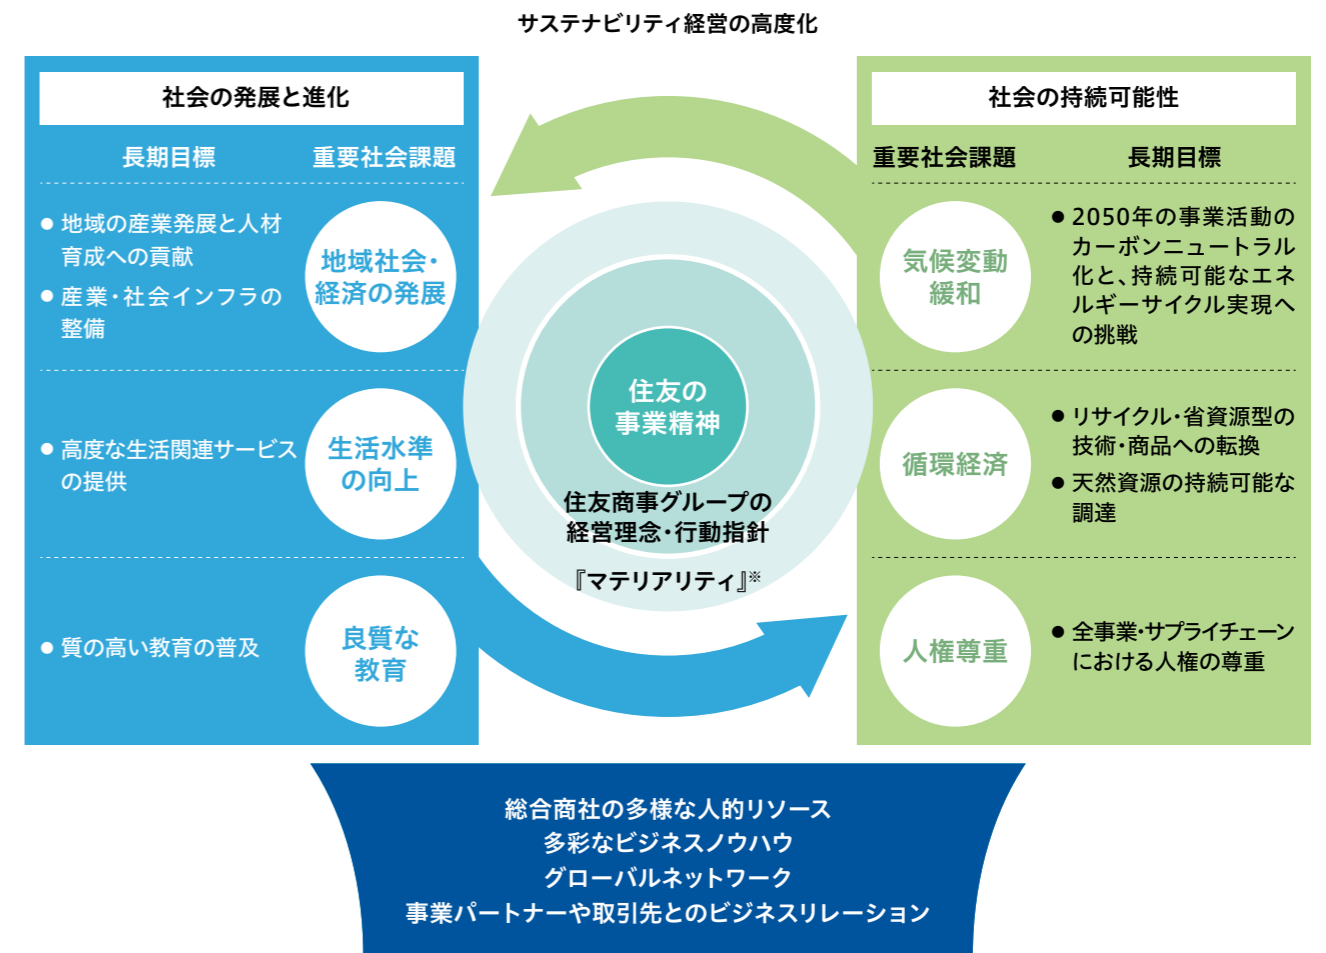 サステナビリティ経営の高度化
社会の発展と進化
長期目標
重要社会課題
● 地域の産業発展と人材
育成への貢献
● 産業・社会インフラの
整備
地域社会・
経済の発展
● 高度な生活関連サービス
の提供
生活水準
の向上
● 質の高い教育の普及
良質な
教育
住友の
事業精神
住友商事グループの
経営理念・行動指針
『マテリアリティ』※
社会の持続可能性
重要社会課題
長期目標
気候変動
緩和
● 2050年の事業活動の
カーボンニュートラル
化と、持続可能なエネ
ルギーサイクル実現へ
の挑戦
循環経済
● リサイクル・省資源型の
技術・商品への転換
● 天然資源の持続可能な
調達
人権尊重
● 全事業・サプライチェーン
における人権の尊重
総合商社の多様な人的リソース
多彩なビジネスノウハウ
グローバルネットワーク
事業パートナーや取引先とのビジネスリレーション